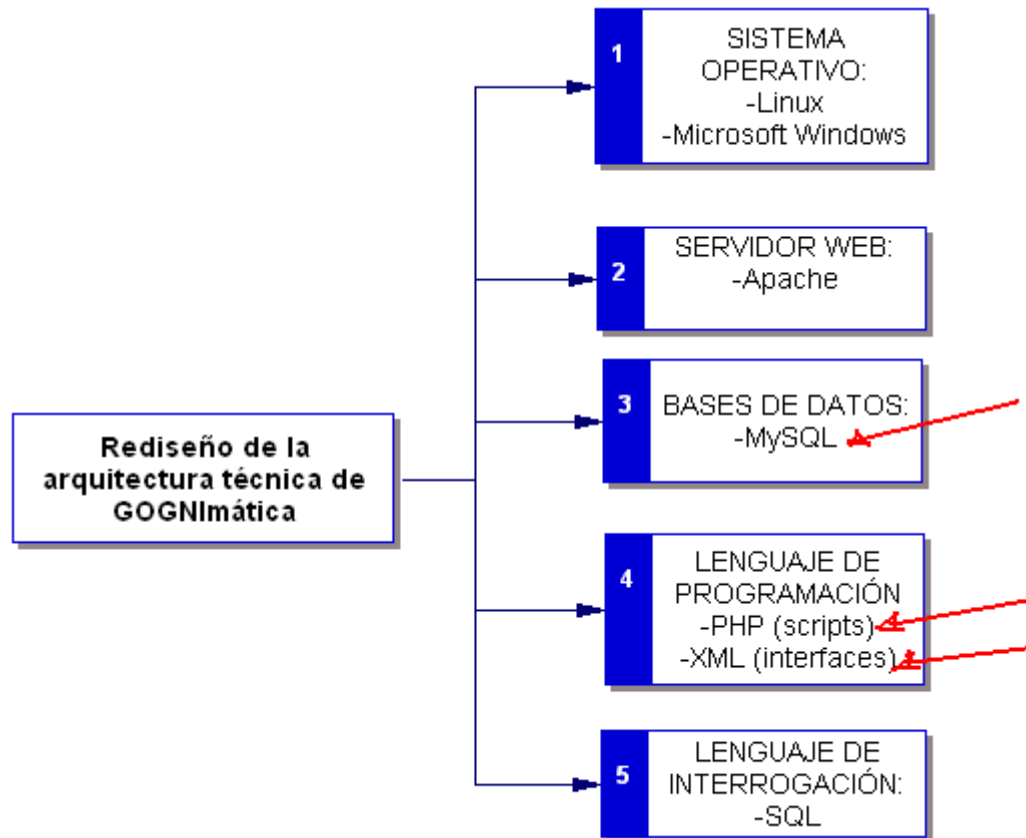 1
SISTEMA
OPERATIVO:
-Linux
-Microsoft Windows
2
SERVIDOR WEB:
-Apache
3
BASES DE DATOS:
-MySQL
Rediseño de la
arquitectura técnica de
GOGNImática
4
LENGUAJE DE
PROGRAMACIÓN
-PHP (scripts)
-XML (interfaces)
5
LENGUAJE DE
INTERROGACIÓN:
-SQL